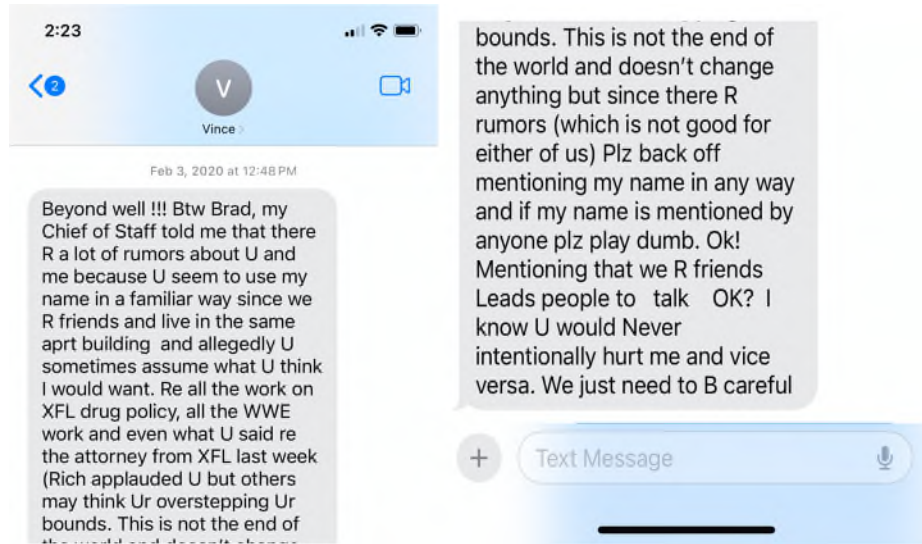 2:23
2
V
Vince
Feb 3, 2020 at 12:48 PM
Beyond well !!! Btw Brad, my
Chief of Staff told me that there
R a lot of rumors about U and
me because U seem to use my
name in a familiar way since we
R friends and live in the same
aprt building and allegedly U
sometimes assume what U think
I would want. Re all the work on
XFL drug policy, all the WWE
work and even what U said re
the attorney from XFL last week
(Rich applauded U but others
may think Ur overstepping Ur
bounds. This is not the end of
the world and doesn't change
bounds. This is not the end of
the world and doesn't change
anything but since there R
rumors (which is not good for
either of us) Plz back off
mentioning my name in any way
and if my name is mentioned by
anyone plz play dumb. Ok!
Mentioning that we R friends
Leads people to talk OK? I
know U would Never
intentionally hurt me and vice
versa. We just need to B careful
Text Message